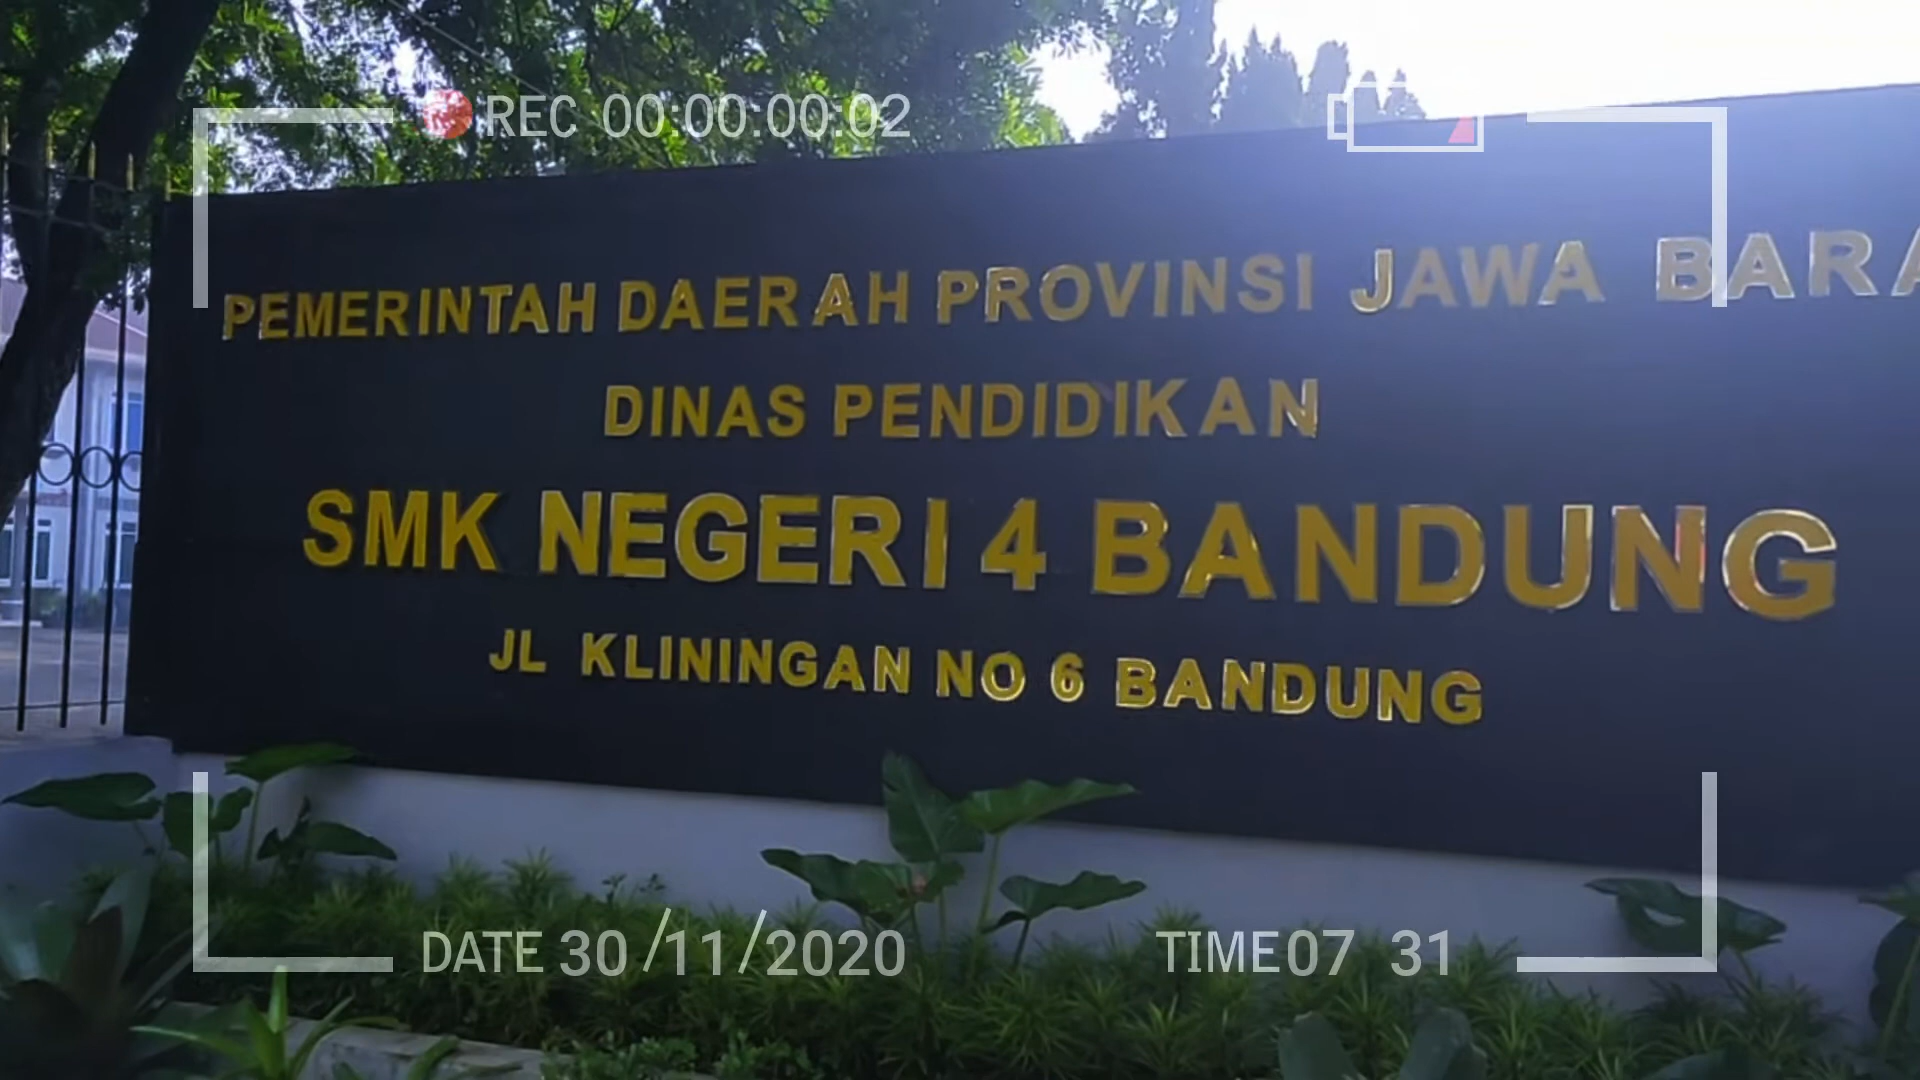 REC 00:00:00:02
PEMERINTAH DAERAH PROVINSI JAWA BARA
DINAS PENDIDIKAN
SMK NEGERI 4 BANDUNG
JL KLININGAN NO 6 BANDUNG
DATE 30/11/2020 TIME 07 31